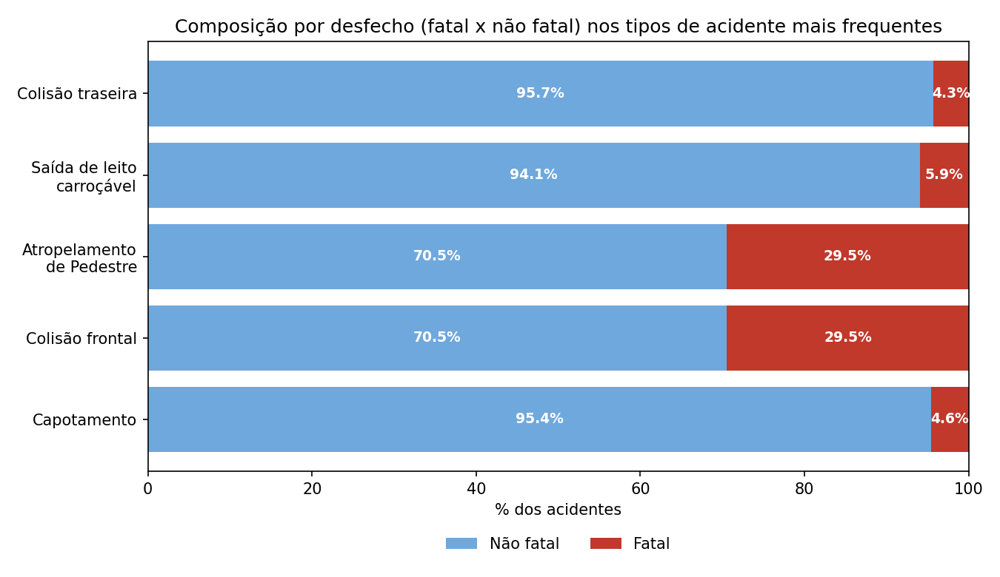 Composição por desfecho (fatal x não fatal) nos tipos de acidente mais frequentes
Colisão traseira
95.7%
4.3%
Saída de leito
carroçável
94.1%
5.9%
Atropelamento
de Pedestre
70.5%
29.5%
Colisão frontal
70.5%
29.5%
Capotamento
95.4%
4.6%
0
20
40
60
80
100
% dos acidentes
Não fatal
Fatal